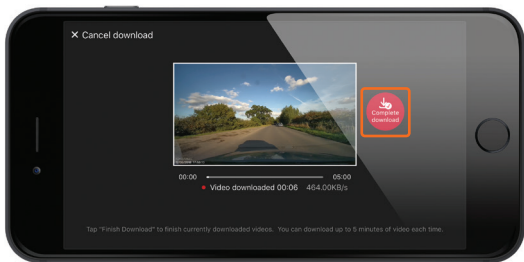 ✕ Cancel download
Complete
download
00:00 05:00
Video downloaded 00:06 464.00KB/s
Tap "Finish Download" to finish currently downloaded videos. You can download up to 5 minutes of video each time.